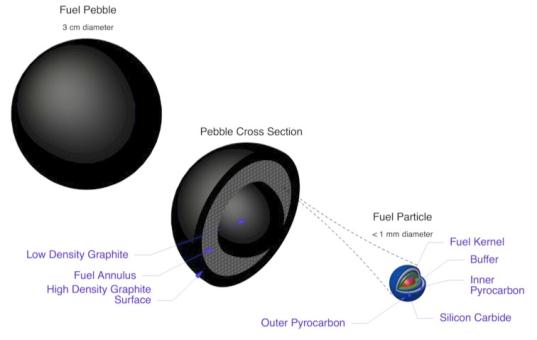 Fuel Pebble
3 cm diameter
Pebble Cross Section
Low Density Graphite
Fuel Annulus
High Density Graphite
Surface
Fuel Particle
< 1 mm diameter
Fuel Kernel
Buffer
Inner
Pyrocarbon
Silicon Carbide
Outer Pyrocarbon